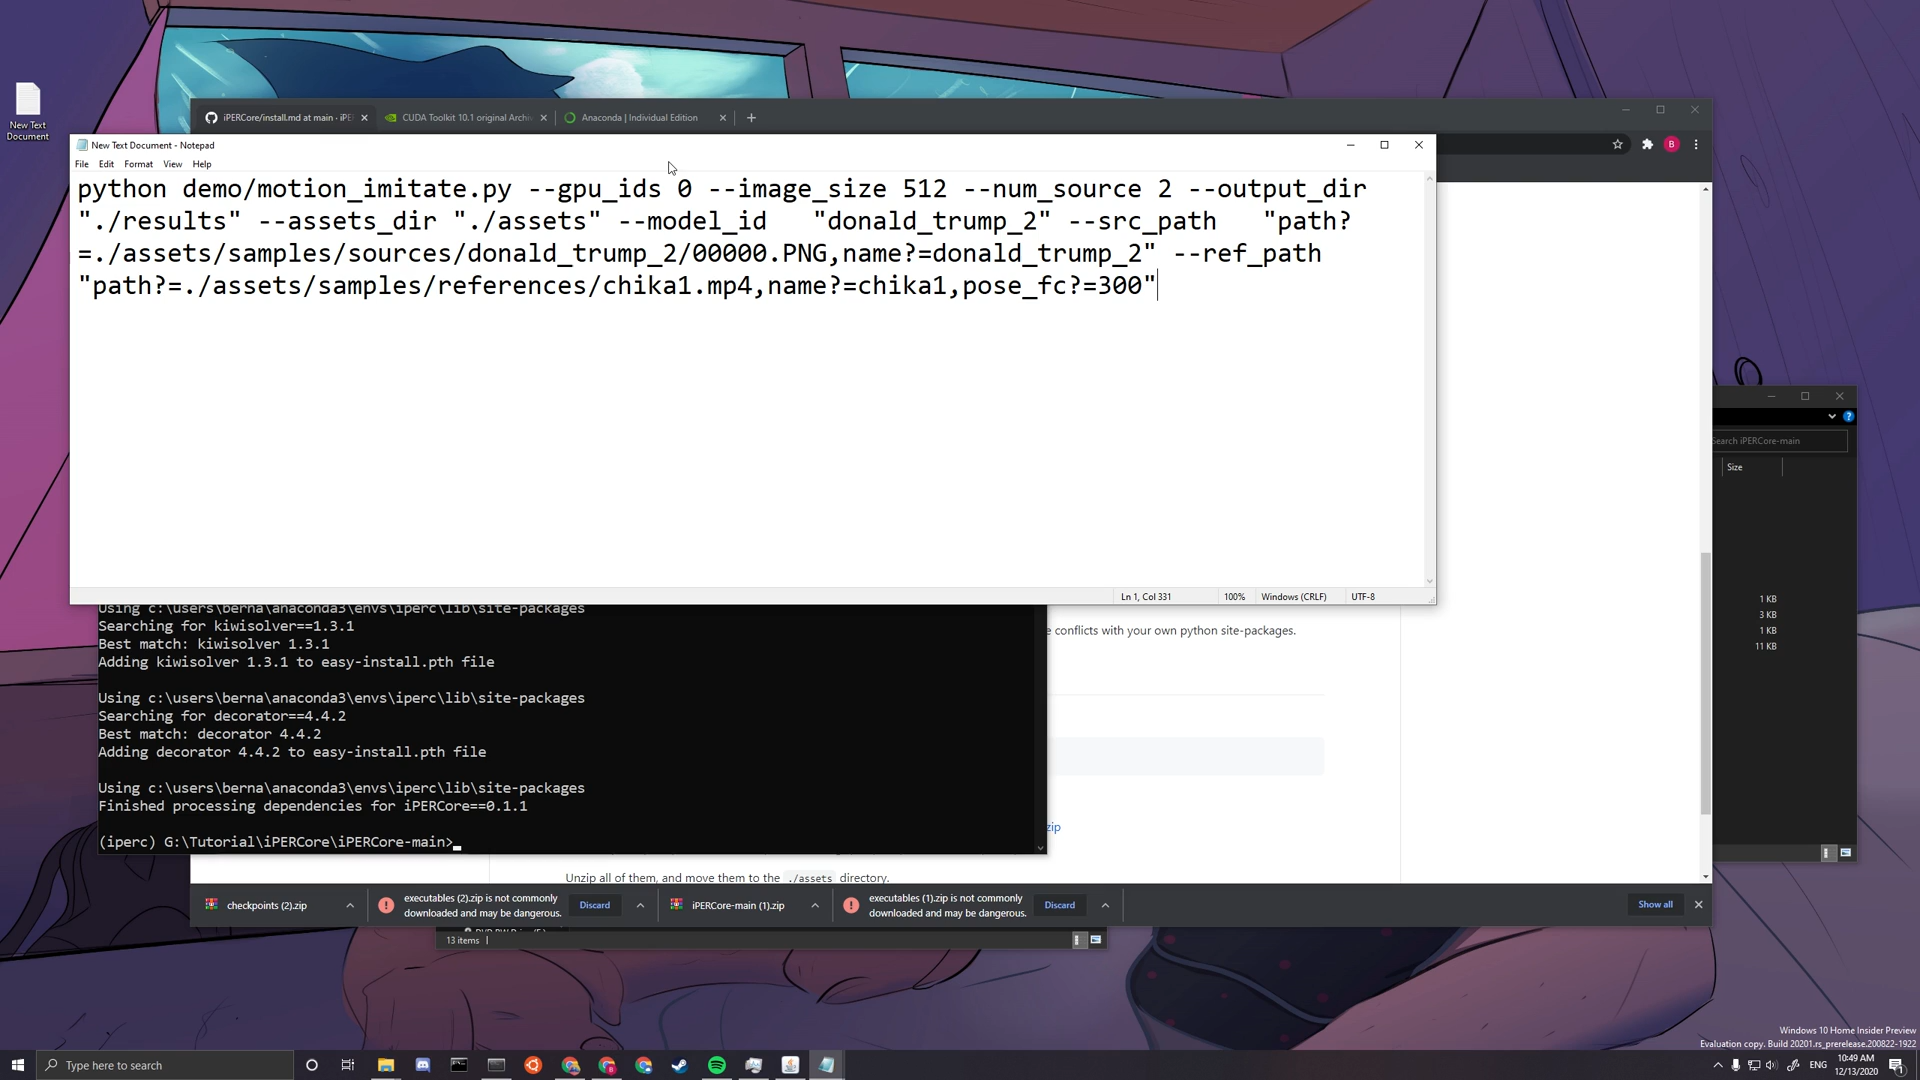 New Text
Document
iPERCore/install.md at main · iPE
CUDA Toolkit 10.1 original Archi
Anaconda | Individual Edition
B
New Text Document - Notepad
File Edit Format View Help
python demo/motion_imitate.py --gpu_ids 0 --image_size 512 --num_source 2 --output_dir
"./results" --assets_dir "./assets" --model_id   "donald_trump_2" --src_path   "path?
=./assets/samples/sources/donald_trump_2/00000.PNG,name?=donald_trump_2" --ref_path
"path?=./assets/samples/references/chika1.mp4,name?=chika1,pose_fc?=300"
Ln 1, Col 331 100% Windows (CRLF) UTF-8
Search iPERCore-main
Size
1 KB
3 KB
1 KB
11 KB
Using c:\users\berna\anaconda3\envs\iperc\lib\site-packages
Searching for kiwisolver==1.3.1
Best match: kiwisolver 1.3.1
Adding kiwisolver 1.3.1 to easy-install.pth file
Using c:\users\berna\anaconda3\envs\iperc\lib\site-packages
Searching for decorator==4.4.2
Best match: decorator 4.4.2
Adding decorator 4.4.2 to easy-install.pth file
Using c:\users\berna\anaconda3\envs\iperc\lib\site-packages
Finished processing dependencies for iPERCore==0.1.1
(iperc) G:\Tutorial\iPERCore\iPERCore-main>
e conflicts with your own python site-packages.
zip
Unzip all of them, and move them to the ./assets directory.
checkpoints (2).zip
executables (2).zip is not commonly
downloaded and may be dangerous.
Discard
iPERCore-main (1).zip
executables (1).zip is not commonly
downloaded and may be dangerous.
Discard
Show all
13 items
Windows 10 Home Insider Preview
Evaluation copy. Build 20201.rs_prerelease.200822-1922
Type here to search
ENG
10:49 AM
12/13/2020